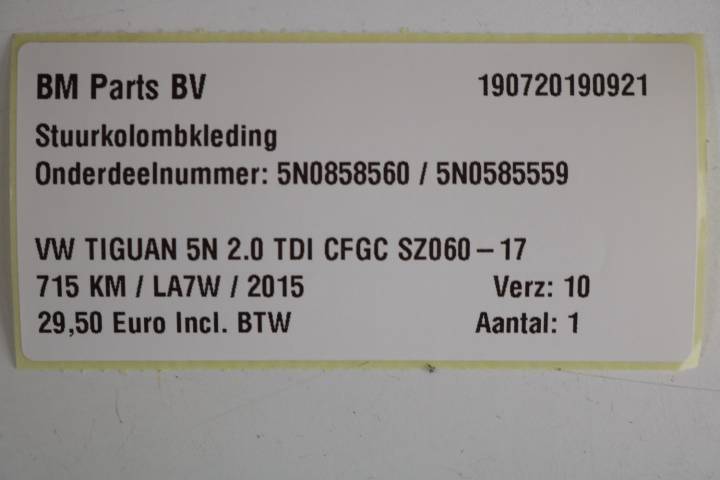 BM Parts BV 190720190921
Stuurkolombkleding
Onderdeelnummer: 5N0858560 / 5N0585559
VW TIGUAN 5N 2.0 TDI CFGC SZ060 – 17
715 KM / LA7W / 2015 Verz: 10
29,50 Euro Incl. BTW Aantal: 1